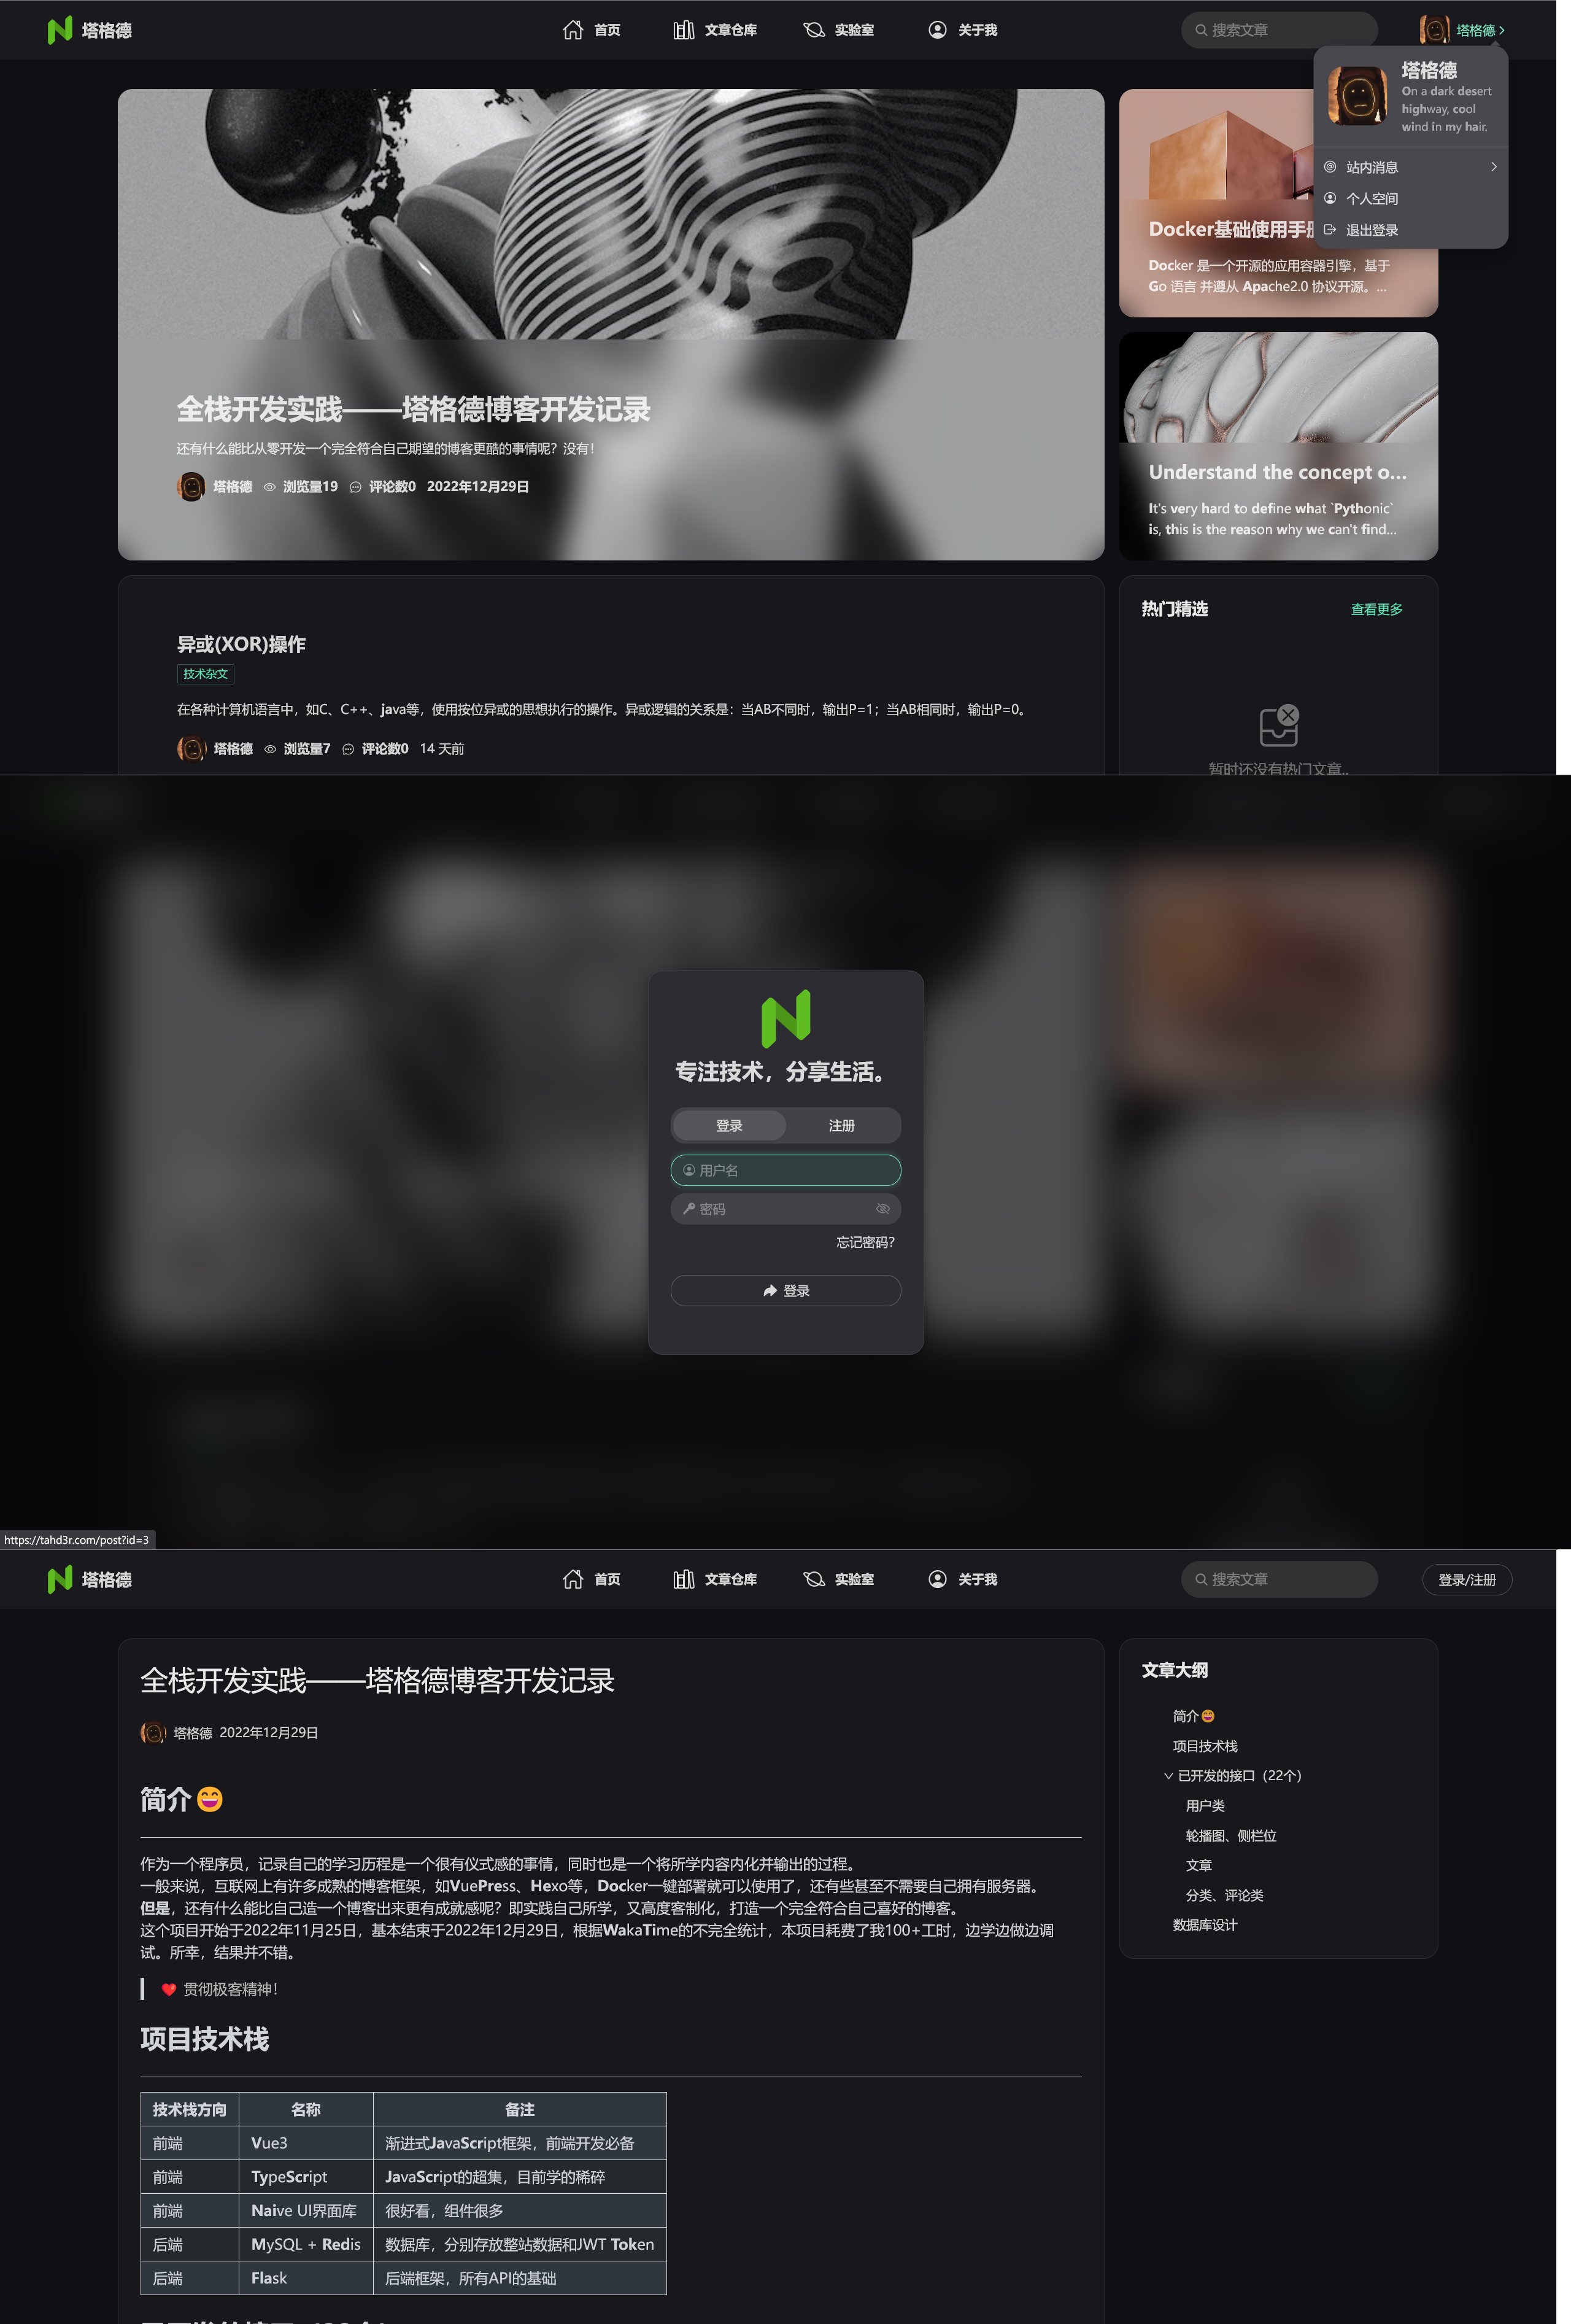 塔格德
首页
文章仓库
实验室
关于我
搜索文章
塔格德
塔格德
On a dark desert
highway, cool
wind in my hair.
站内消息
个人空间
退出登录
Docker基础使用手册
Docker 是一个开源的应用容器引擎，基于
Go 语言 并遵从 Apache2.0 协议开源。...
全栈开发实践——塔格德博客开发记录
还有什么能比从零开发一个完全符合自己期望的博客更酷的事情呢？没有！
塔格德 浏览量19 评论数0 2022年12月29日
Understand the concept o...
It's very hard to define what `Pythonic`
is, this is the reason why we can't find...
异或(XOR)操作
技术杂文
在各种计算机语言中，如C、C++、java等，使用按位异或的思想执行的操作。异或逻辑的关系是：当AB不同时，输出P=1；当AB相同时，输出P=0。
塔格德 浏览量7 评论数0 14 天前
热门精选
查看更多
暂时还没有热门文章..
专注技术，分享生活。
登录 注册
用户名
密码
忘记密码？
登录
https://tahd3r.com/post?id=3
塔格德
首页
文章仓库
实验室
关于我
搜索文章
登录/注册
全栈开发实践——塔格德博客开发记录
塔格德 2022年12月29日
简介😄
作为一个程序员，记录自己的学习历程是一个很有仪式感的事情，同时也是一个将所学内容内化并输出的过程。
一般来说，互联网上有许多成熟的博客框架，如VuePress、Hexo等，Docker一键部署就可以使用了，还有些甚至不需要自己拥有服务器。
但是，还有什么能比自己造一个博客出来更有成就感呢？即实践自己所学，又高度客制化，打造一个完全符合自己喜好的博客。
这个项目开始于2022年11月25日，基本结束于2022年12月29日，根据WakaTime的不完全统计，本项目耗费了我100+工时，边学边做边调
试。所幸，结果并不错。
❤️ 贯彻极客精神！
项目技术栈
技术栈方向 名称 备注
前端 Vue3 渐进式JavaScript框架，前端开发必备
前端 TypeScript JavaScript的超集，目前学的稀碎
前端 Naive UI界面库 很好看，组件很多
后端 MySQL + Redis 数据库，分别存放整站数据和JWT Token
后端 Flask 后端框架，所有API的基础
文章大纲
简介😄
项目技术栈
已开发的接口（22个）
用户类
轮播图、侧栏位
文章
分类、评论类
数据库设计